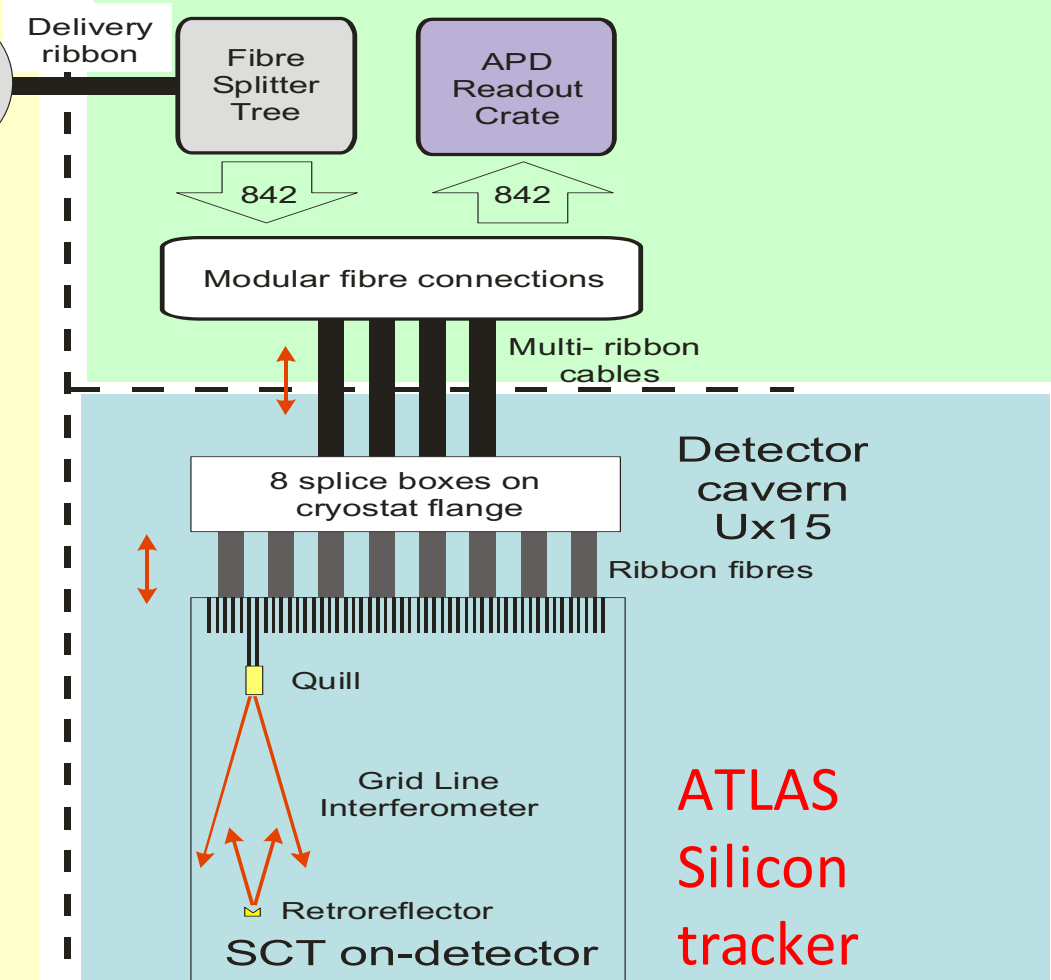 Delivery
ribbon
Fibre
Splitter
Tree
APD
Readout
Crate
842
842
Modular fibre connections
Multi- ribbon
cables
8 splice boxes on
cryostat flange
Detector
cavern
Ux15
Ribbon fibres
Quill
Grid Line
Interferometer
ATLAS
Silicon
tracker
Retroreflector
SCT on-detector